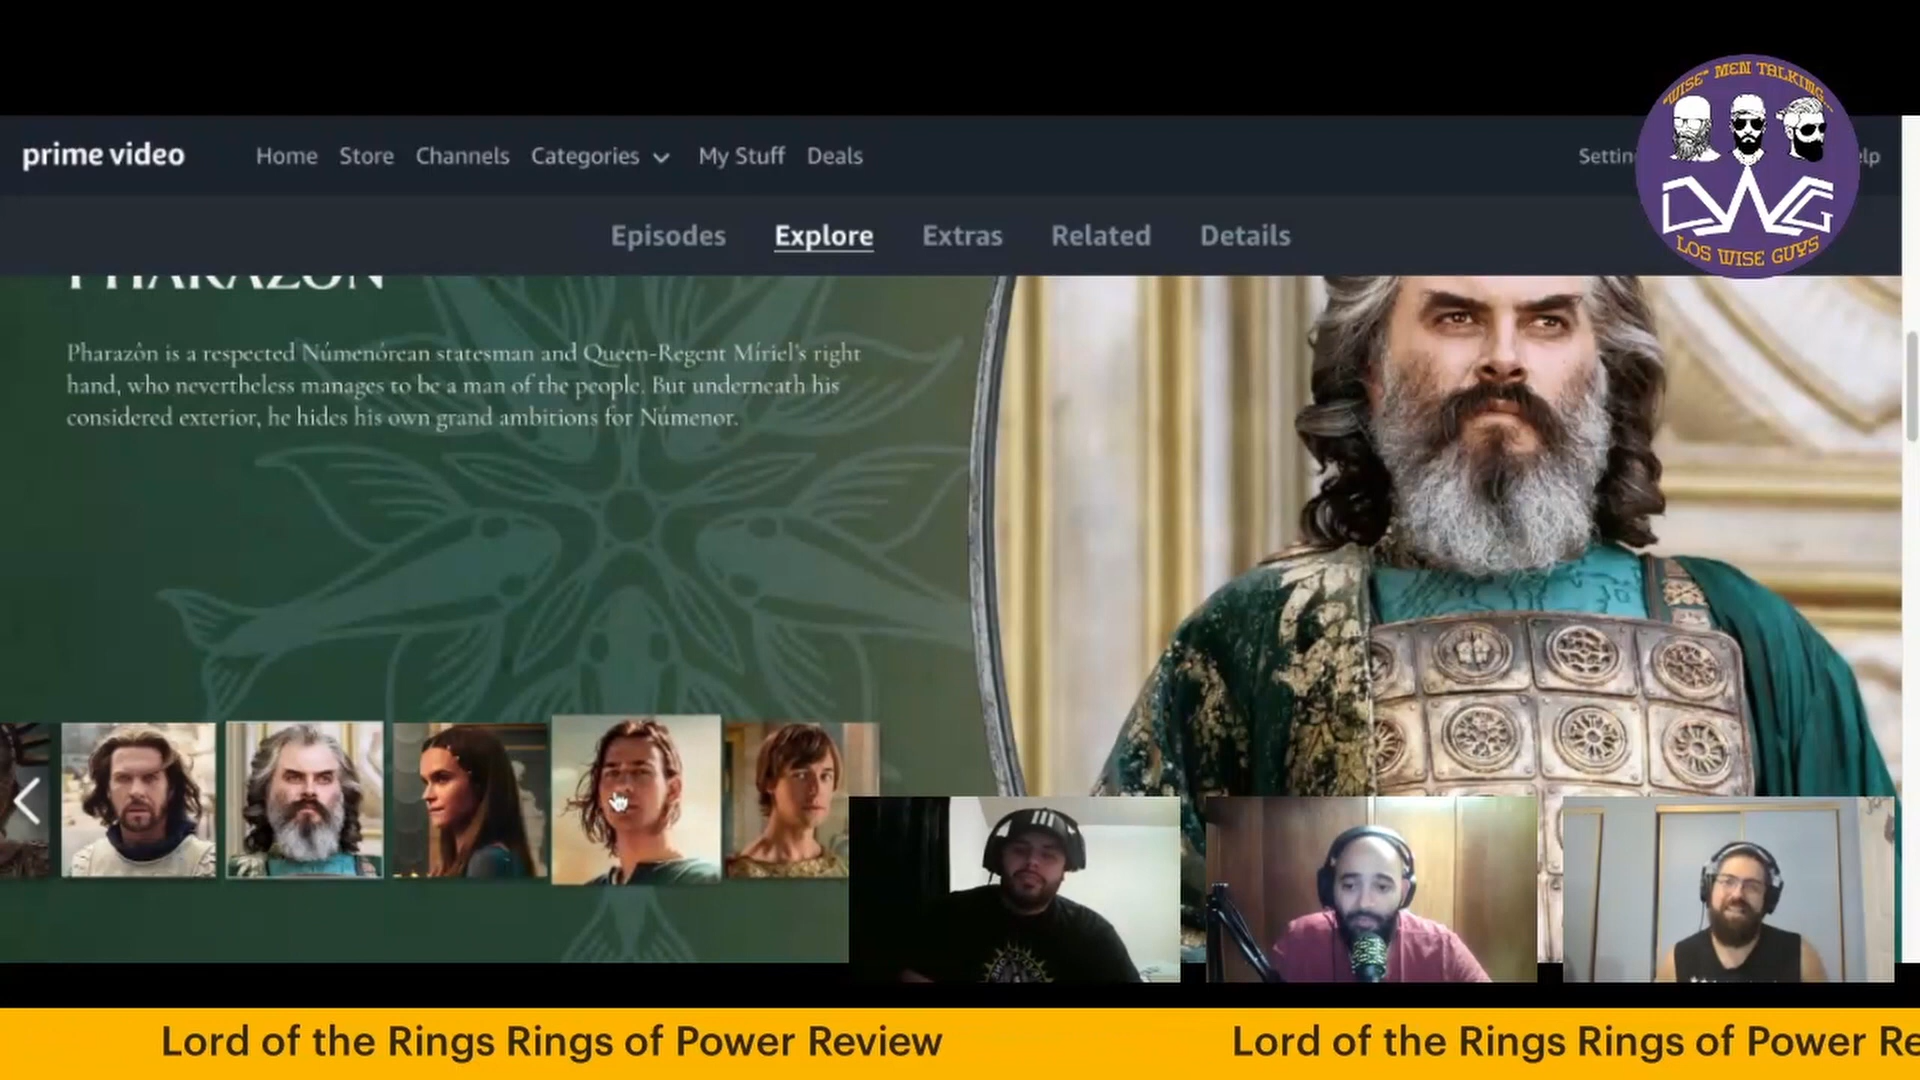 "WISE" MEN TALKING...
prime video
Home
Store
Channels
Categories
My Stuff
Deals
LWG
LOS WISE GUYS
Episodes
Explore
Extras
Related
Details
PHARAZÔN
Pharazôn is a respected Númenórean statesman and Queen-Regent Míriel's right
hand, who nevertheless manages to be a man of the people. But underneath his
considered exterior, he hides his own grand ambitions for Númenor.
Lord of the Rings Rings of Power Review
Lord of the Rings Rings of Power Re